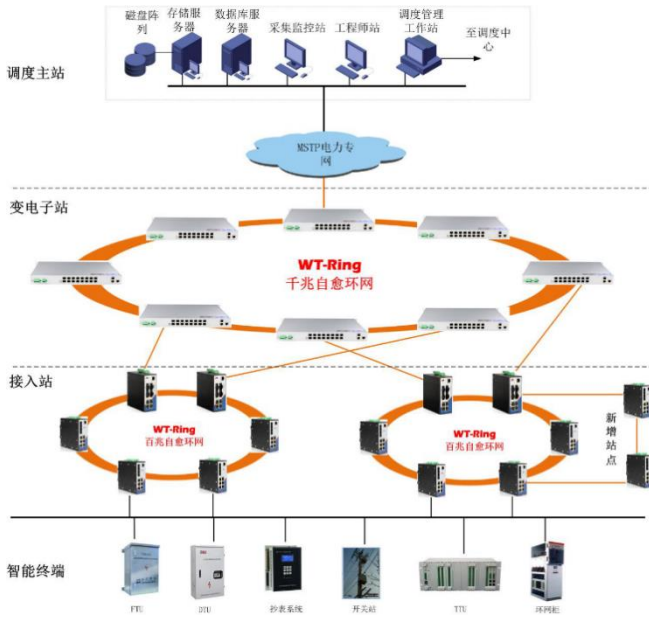 磁盘阵
列
存储服
务器
数据库服
务器
采集监控站
工程师站
调度管理
工作站
至调度中
心
调度主站
MSTP电力专
网
变电子站
WT-Ring
千兆自愈环网
接入站
WT-Ring
百兆自愈环网
WT-Ring
百兆自愈环网
新增站点
智能终端
FTU
DTU
抄表系统
开关站
TTU
环网柜